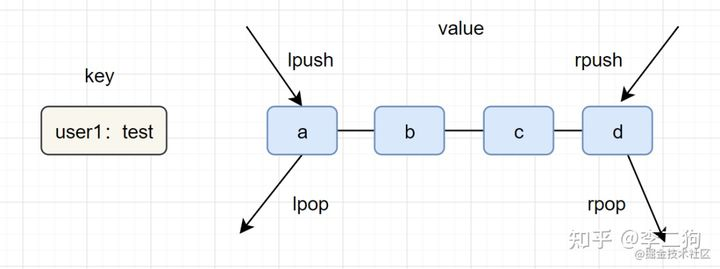 value
lpush
rpush
key
user1：test
a
b
c
d
lpop
rpop
知乎 @李二狗
@掘金技术社区